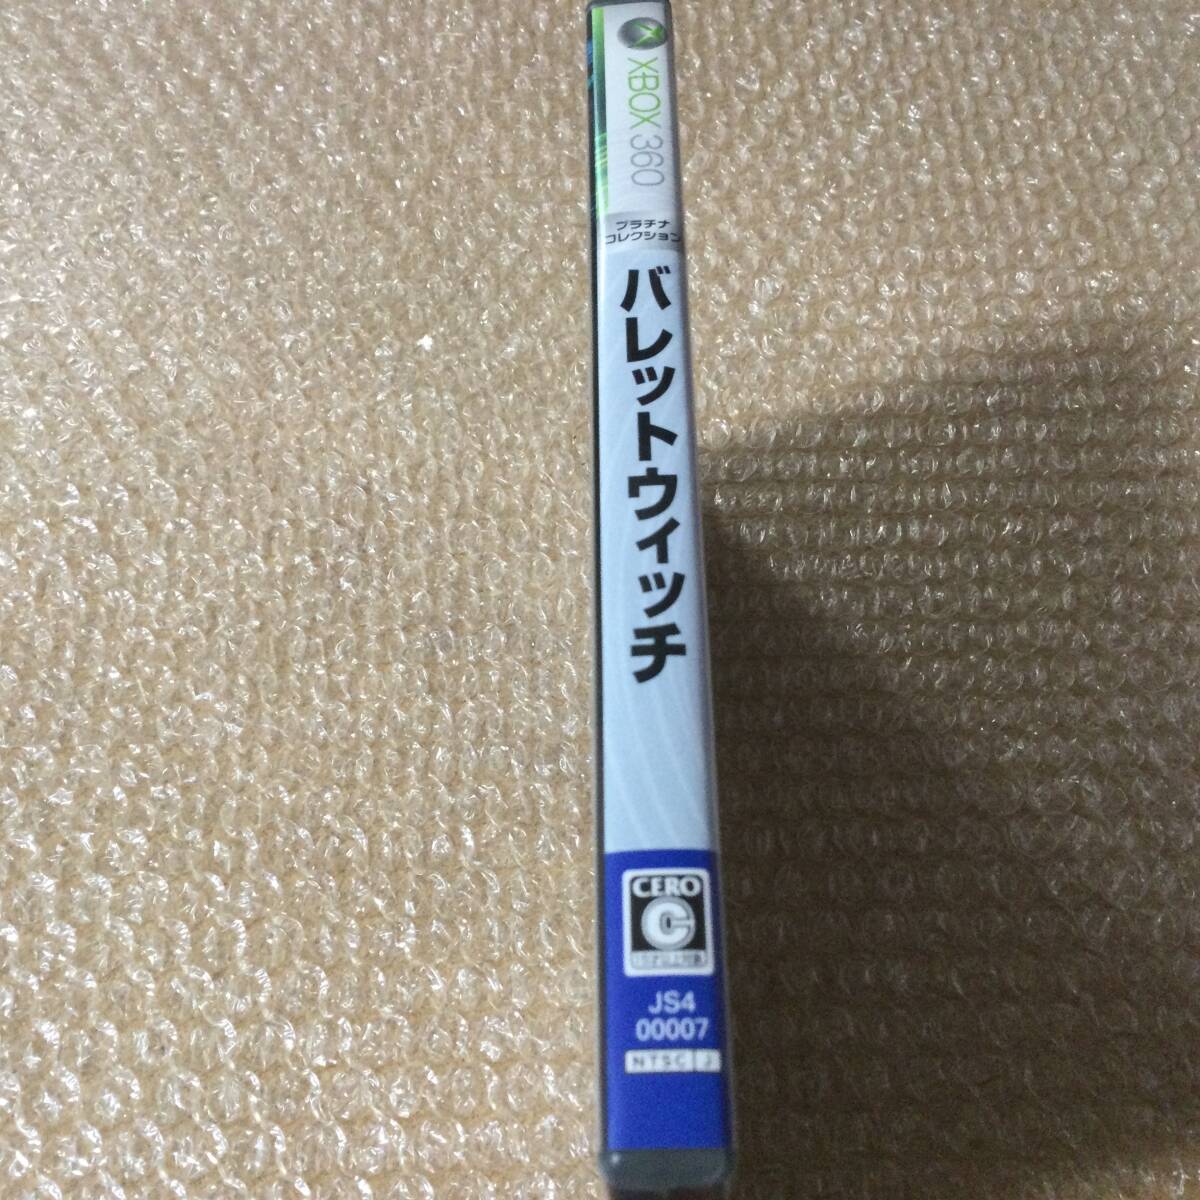 XBOX 360
プラチナ
コレクション
バレットウィッチ
CERO
C
JS4
00007
NTSC J